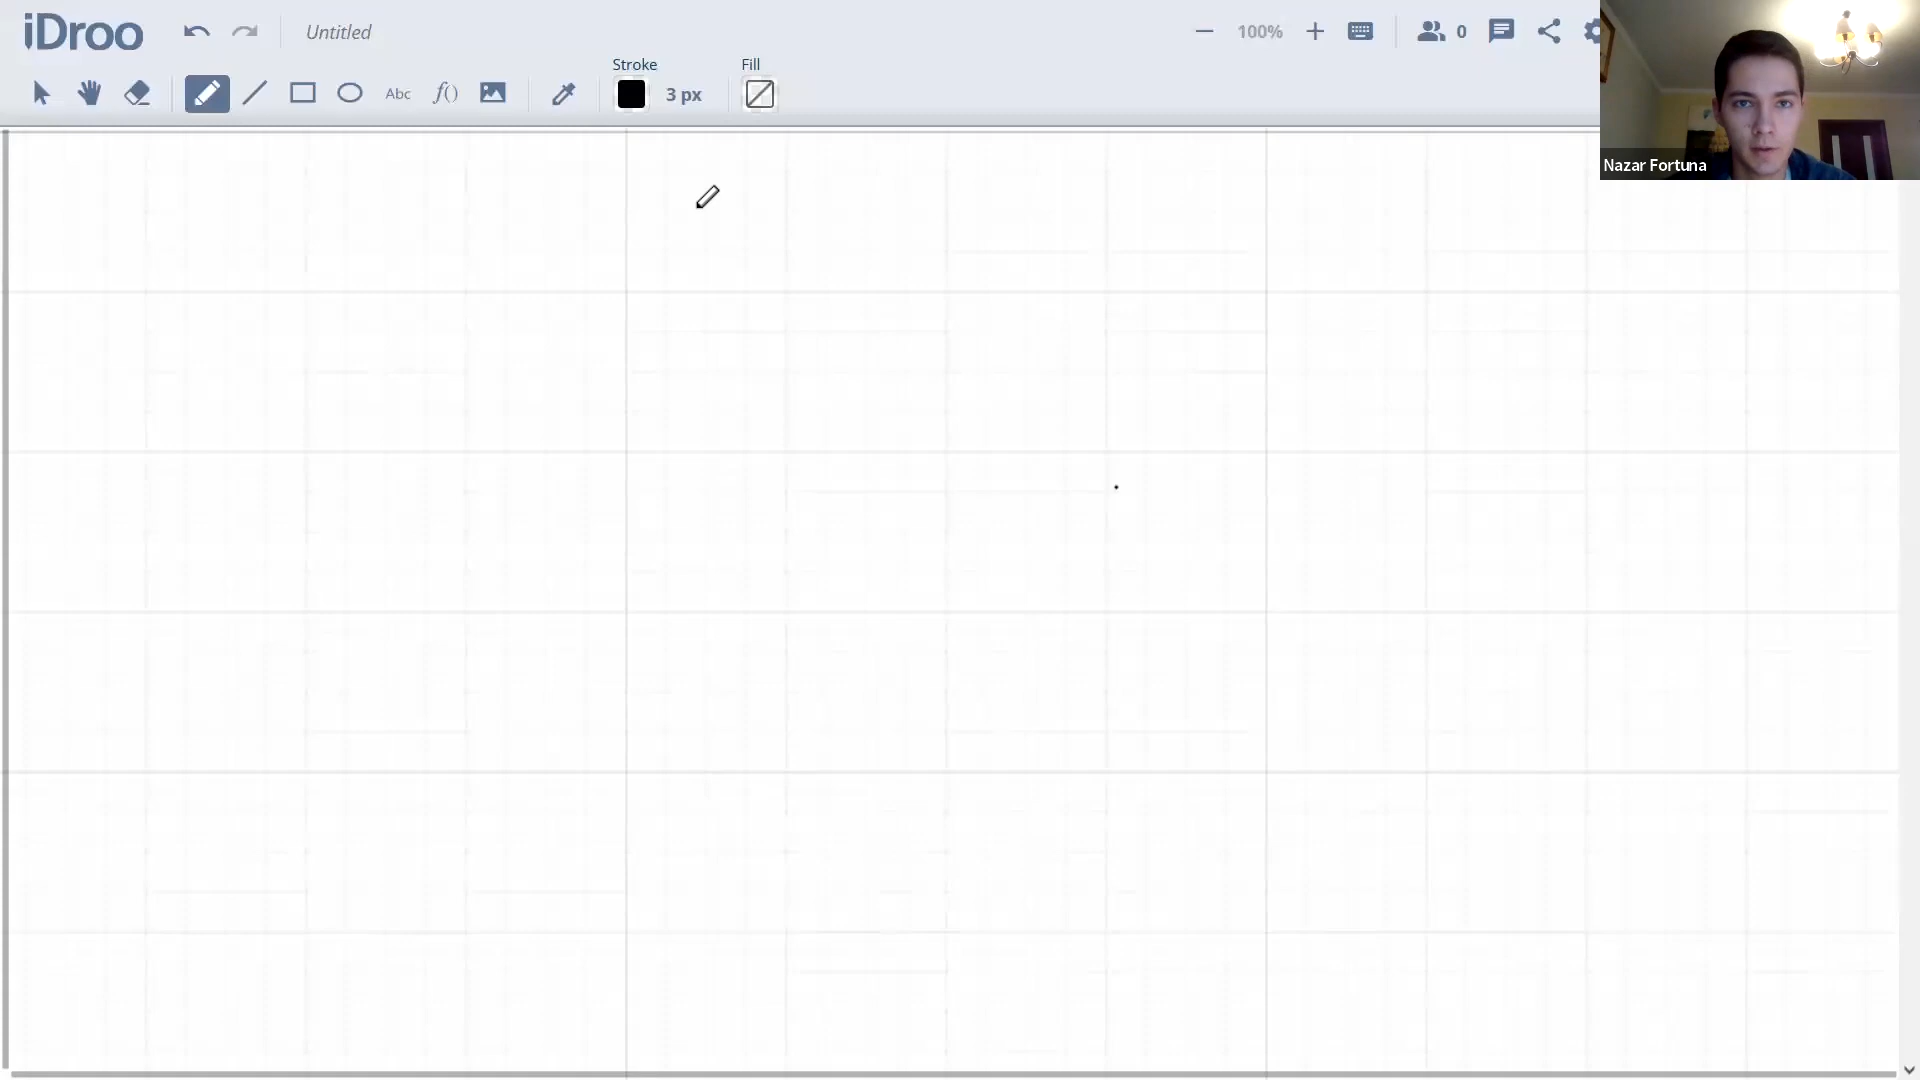 iDroo
Untitled
100%
0
Stroke
Fill
Abc
f()
3 px
Nazar Fortuna